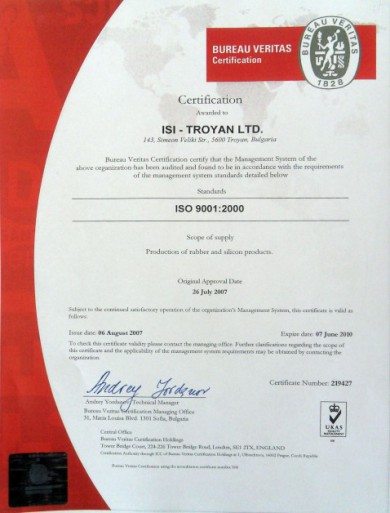 BUREAU VERITAS
Certification
BUREAU VERITAS
1828
Certification
Awarded to
ISI - TROYAN LTD.
143, Simeon Veliki Str., 5600 Troyan, Bulgaria
Bureau Veritas Certification certify that the Management System of the
above organization has been audited and found to be in accordance with the requirements
of the management system standards detailed below
Standards
ISO 9001:2000
Scope of supply
Production of rubber and silicon products.
Original Approval Date
26 July 2007
Subject to the continued satisfactory operation of the organization's Management System, this certificate is valid as
follows
Issue date: 06 August 2007 Expire date: 07 June 2010
To check this certificate validity please contact the managing office. Further clarifications regarding the scope of
this certificate and the applicability of the management system requirements may be obtained by contacting the
organization.
Andrey Yordanov
Certificate Number: 219427
Andrey Yordanov, Technical Manager
Bureau Veritas Certification Managing Office
31, Maria Louisa Blvd. 1301 Sofia, Bulgaria
UKAS
Central Office
Bureau Veritas Certification Holdings
Tower Bridge Court, 224-226 Tower Bridge Road, London, SE1 2TX, ENGLAND